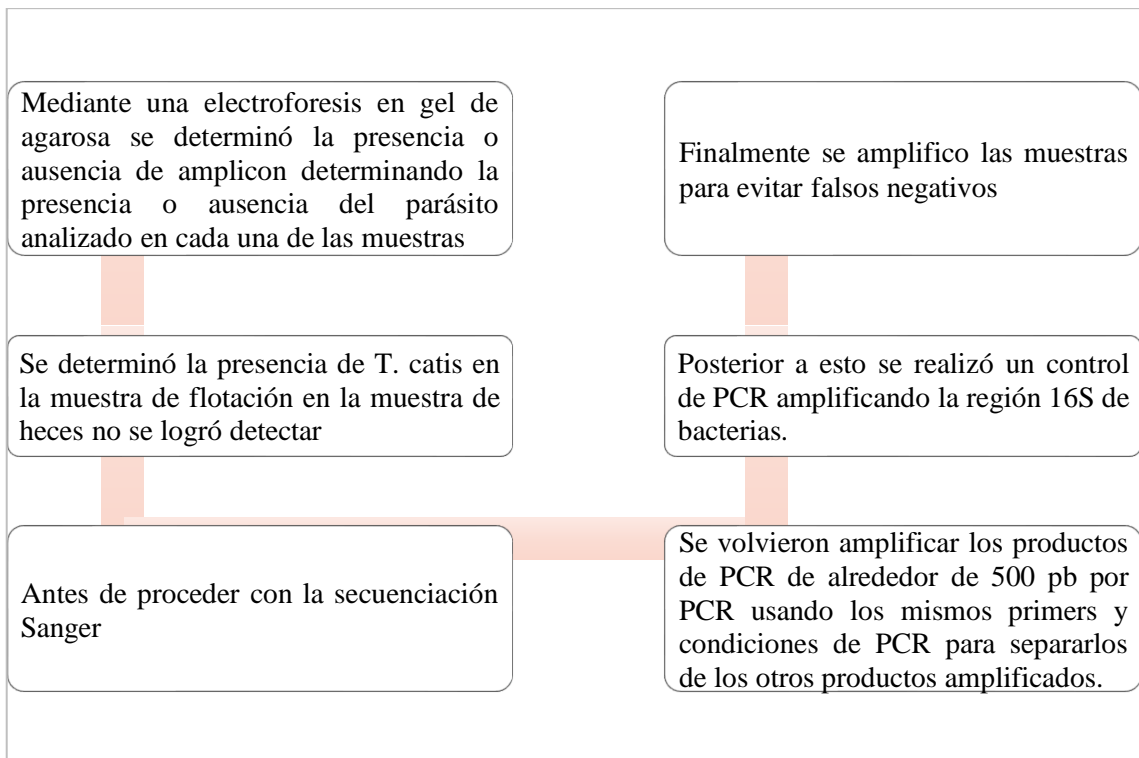 Mediante una electroforesis en gel de
agarosa se determinó la presencia o
ausencia de amplicon determinando la
presencia o ausencia del parásito
analizado en cada una de las muestras
Se determinó la presencia de T. catis en
la muestra de flotación en la muestra de
heces no se logró detectar
Antes de proceder con la secuenciación
Sanger
Se volvieron amplificar los productos
de PCR de alrededor de 500 pb por
PCR usando los mismos primers y
condiciones de PCR para separarlos
de los otros productos amplificados.
Posterior a esto se realizó un control
de PCR amplificando la región 16S de
bacterias.
Finalmente se amplifico las muestras
para evitar falsos negativos